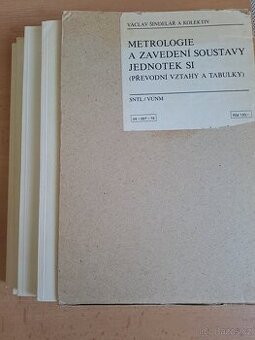 VÁCLAV ŠINDELÁŘ A KOLEKTIV
METROLOGIE
A ZAVEDENÍ SOUSTAVY
JEDNOTEK SI
(PŘEVODNÍ VZTAHY A TABULKY)
SNTL/VUNM